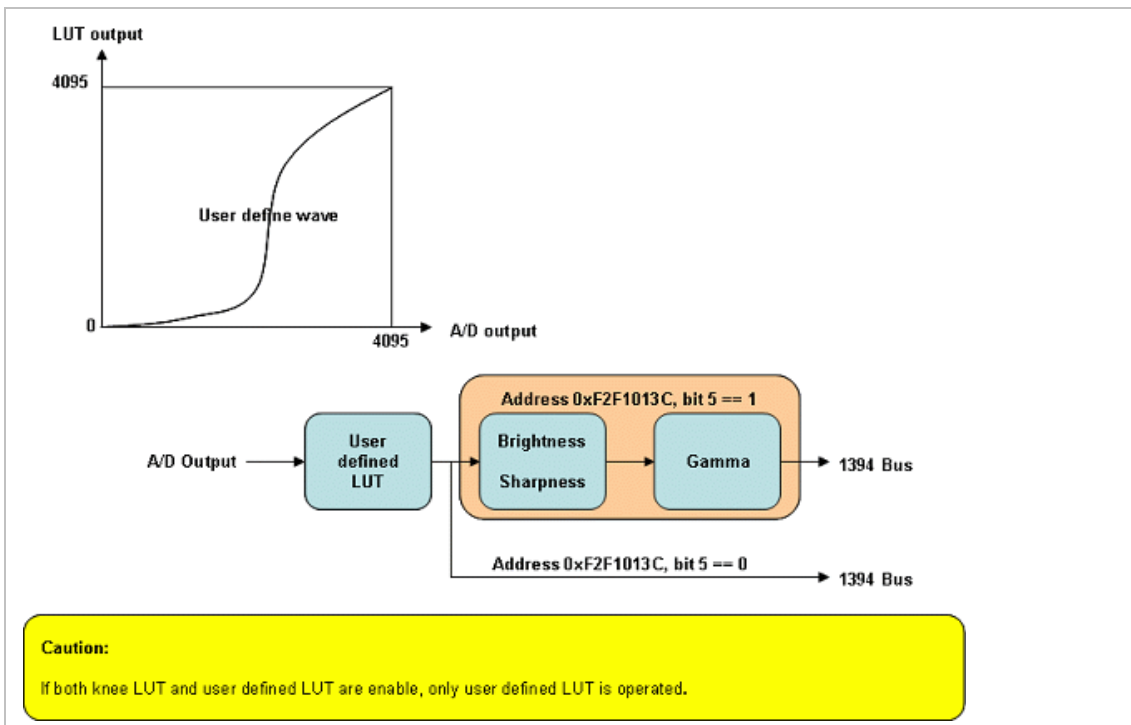 LUT output
4095
User define wave
0
4095
A/D output
Address 0xF2F1013C, bit 5 == 1
A/D Output
User
defined
LUT
Brightness
Sharpness
Gamma
1394 Bus
Address 0xF2F1013C, bit 5 == 0
1394 Bus
Caution:
If both knee LUT and user defined LUT are enable, only user defined LUT is operated.